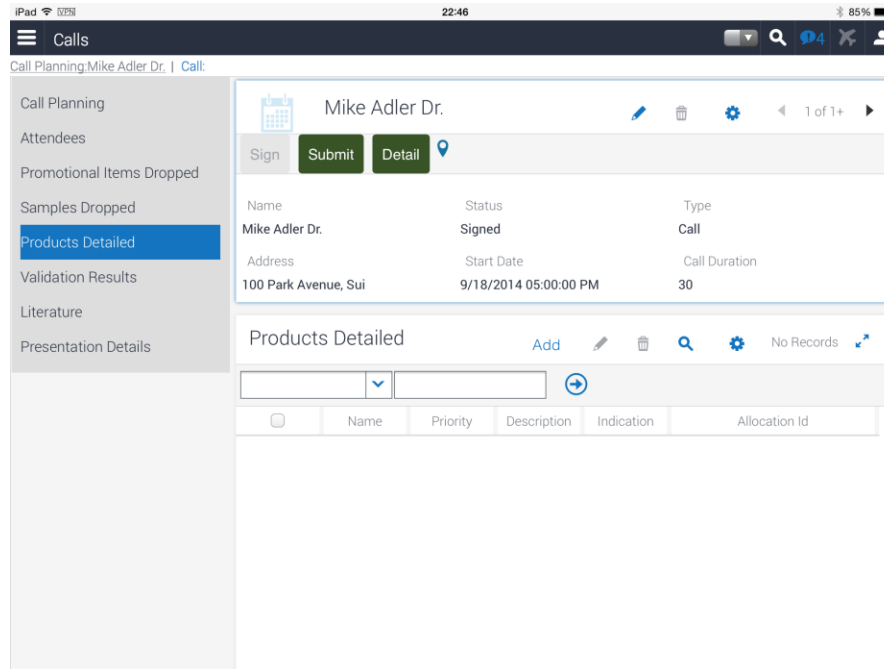 iPad VPN 22:46 85%
Calls 4
Call Planning:Mike Adler Dr. | Call:
Call Planning
Attendees
Promotional Items Dropped
Samples Dropped
Products Detailed
Validation Results
Literature
Presentation Details
Mike Adler Dr. 1 of 1+
Sign Submit Detail
Name Status Type
Mike Adler Dr. Signed Call
Address Start Date Call Duration
100 Park Avenue, Sui 9/18/2014 05:00:00 PM 30
Products Detailed Add No Records
Name Priority Description Indication Allocation Id